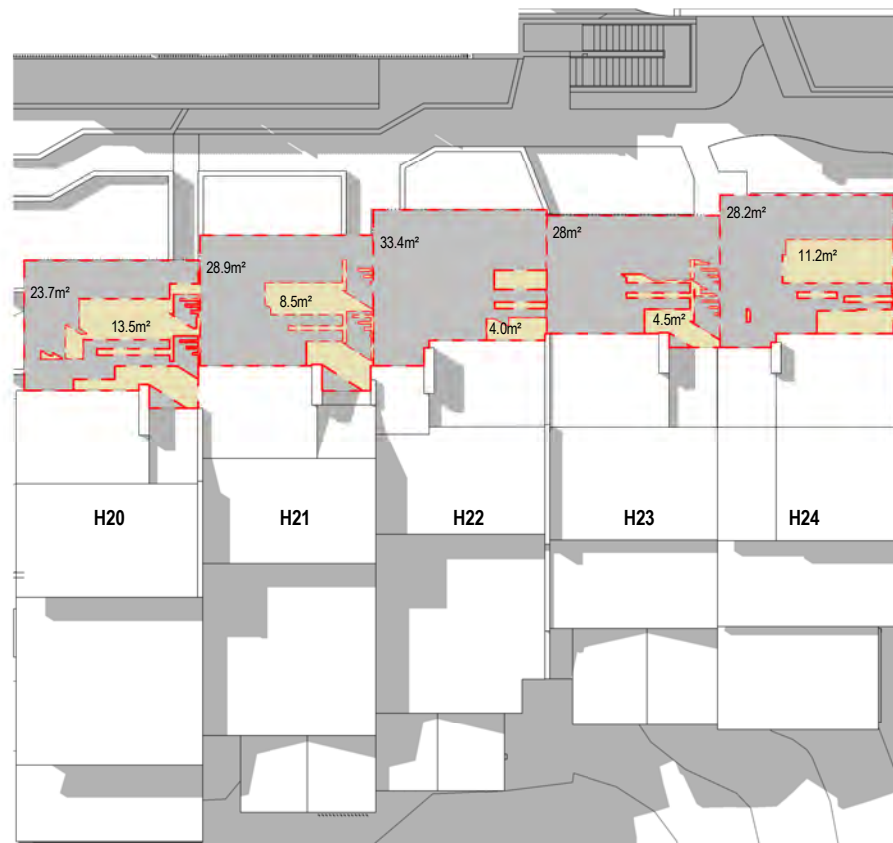 28.2m²
33.4m²
28m²
11.2m²
28.9m²
23.7m²
8.5m²
13.5m²
4.0m²
4.5m²
H20
H21
H22
H23
H24